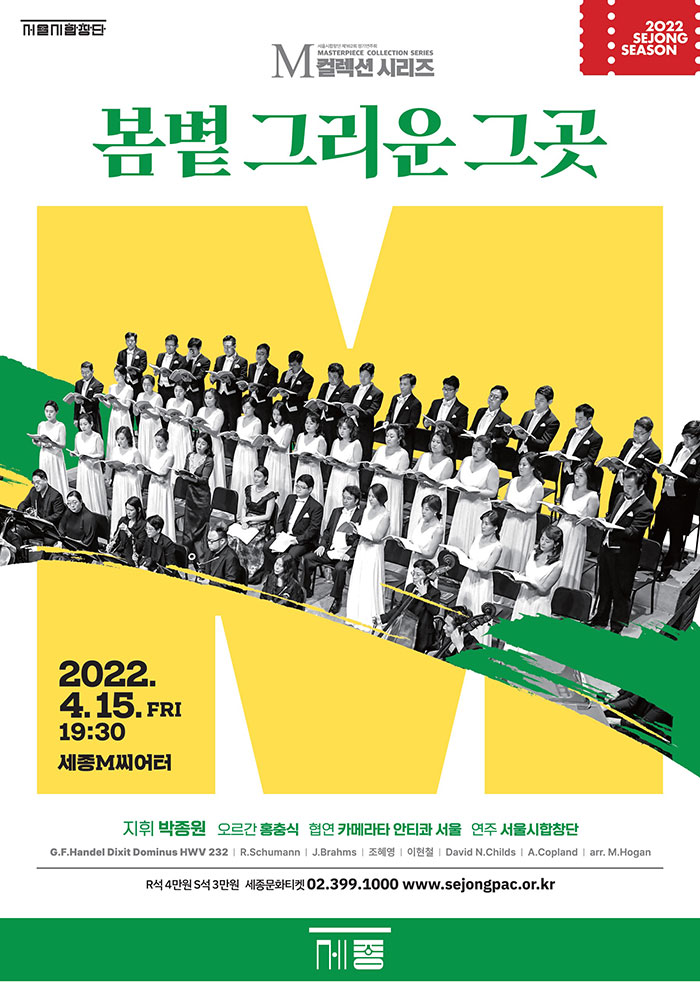 서울시합창단
2022
SEJONG
SEASON
서울시합창단 제162회 정기연주회
MASTERPIECE COLLECTION SERIES
M 컬렉션 시리즈
봄볕 그리운 그곳
2022.
4. 15. FRI
19:30
세종M씨어터
지휘 박종원 오르간 홍충식 협연 카메라타 안티콰 서울 연주 서울시합창단
G.F.Handel Dixit Dominus HWV 232 | R.Schumann | J.Brahms | 조혜영 | 이현철 | David N.Childs | A.Copland | arr. M.Hogan
R석 4만원 S석 3만원 세종문화티켓 02.399.1000 www.sejongpac.or.kr
세종